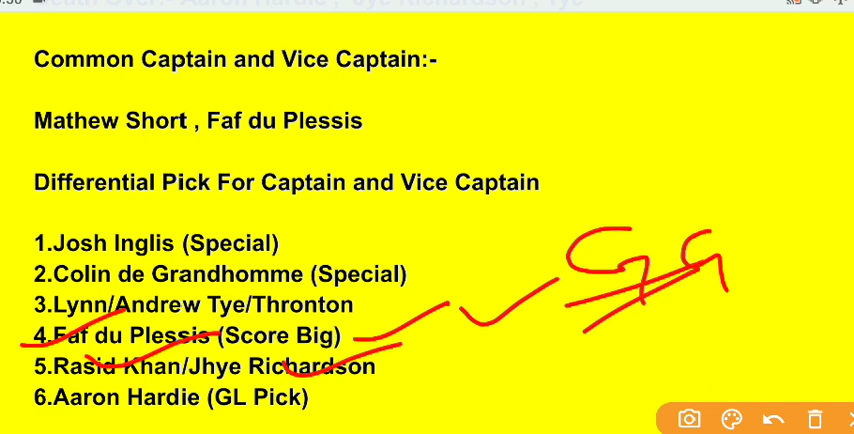 Common Captain and Vice Captain:-
Mathew Short , Faf du Plessis
Differential Pick For Captain and Vice Captain
1.Josh Inglis (Special)
2.Colin de Grandhomme (Special)
3.Lynn/Andrew Tye/Thronton
4.Faf du Plessis (Score Big)
5.Rasid Khan/Jhye Richardson
6.Aaron Hardie (GL Pick)